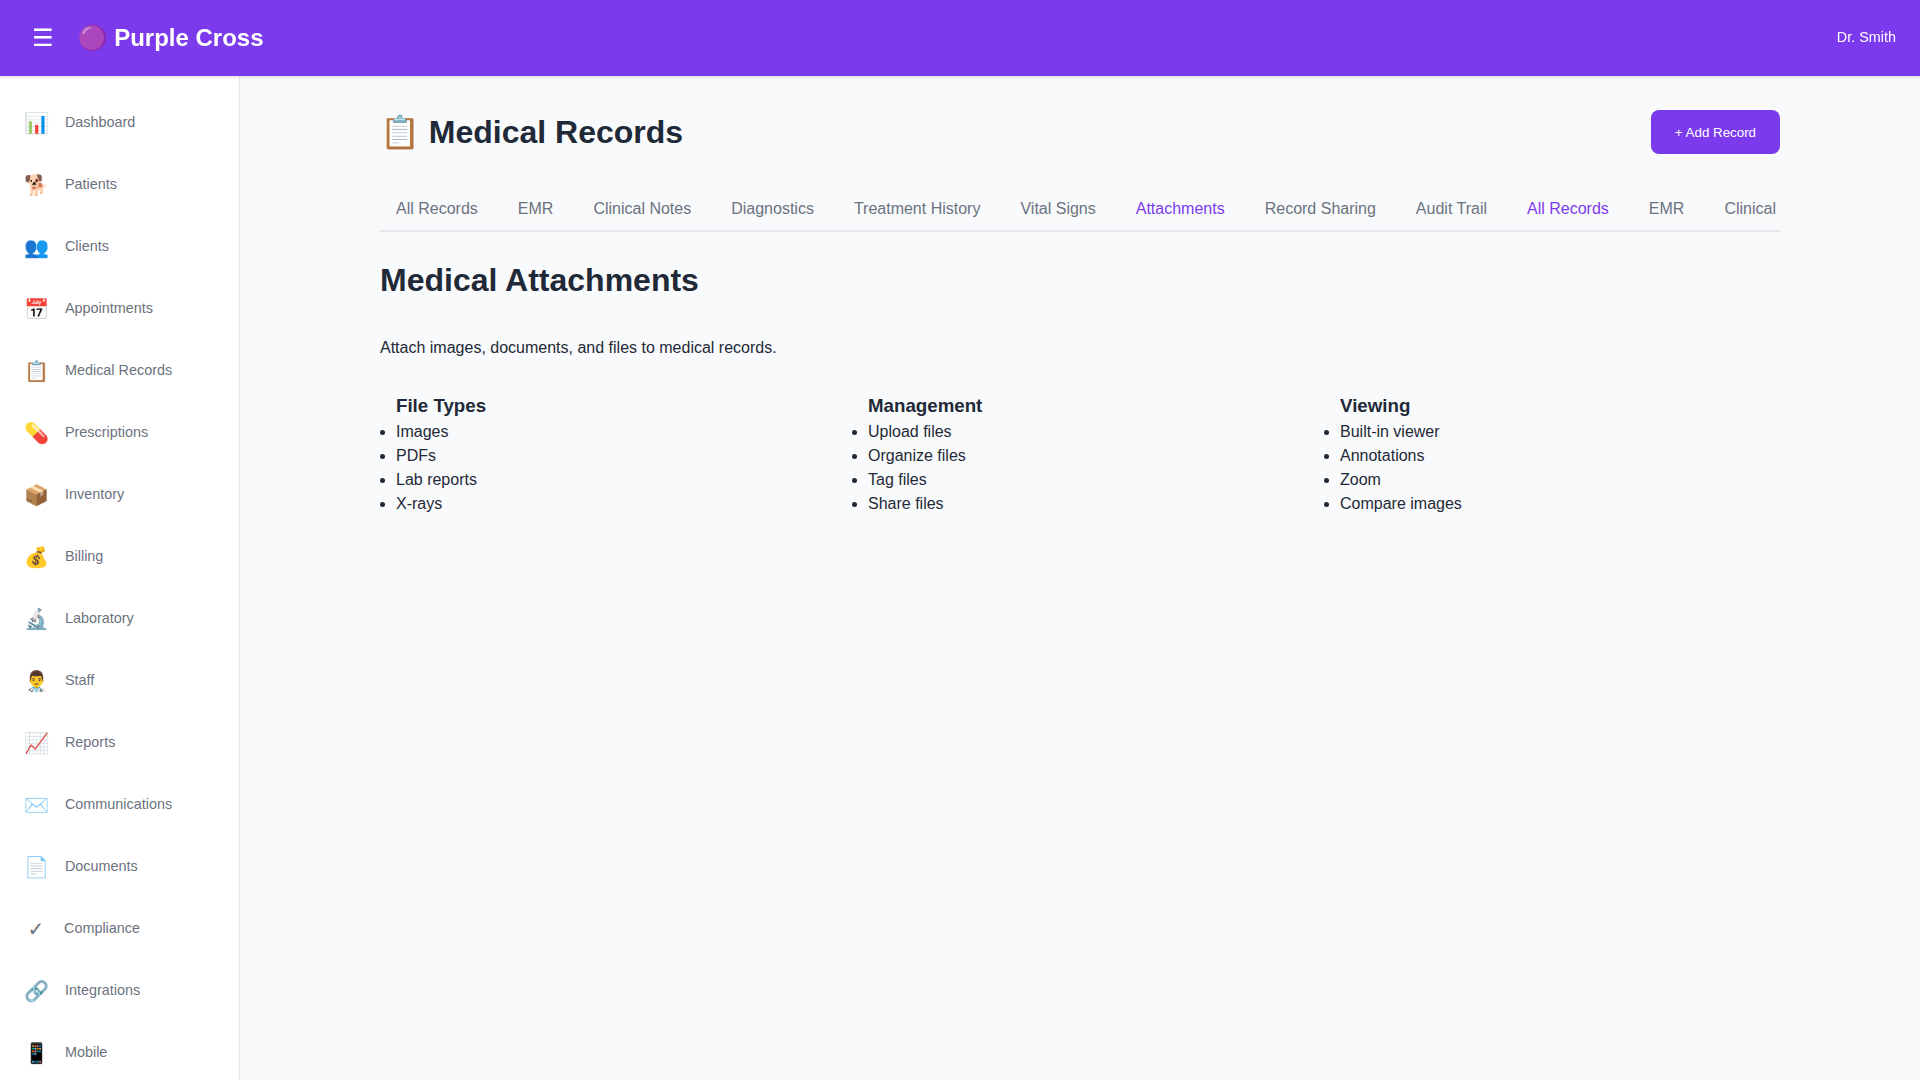 ☰ Purple Cross
Dr. Smith
Dashboard
Patients
Clients
Appointments
Medical Records
Prescriptions
Inventory
Billing
Laboratory
Staff
Reports
Communications
Documents
✓ Compliance
Integrations
Mobile
Medical Records
+ Add Record
All Records EMR Clinical Notes Diagnostics Treatment History Vital Signs Attachments Record Sharing Audit Trail All Records EMR Clinical
Medical Attachments
Attach images, documents, and files to medical records.
File Types
• Images
• PDFs
• Lab reports
• X-rays
Management
• Upload files
• Organize files
• Tag files
• Share files
Viewing
• Built-in viewer
• Annotations
• Zoom
• Compare images